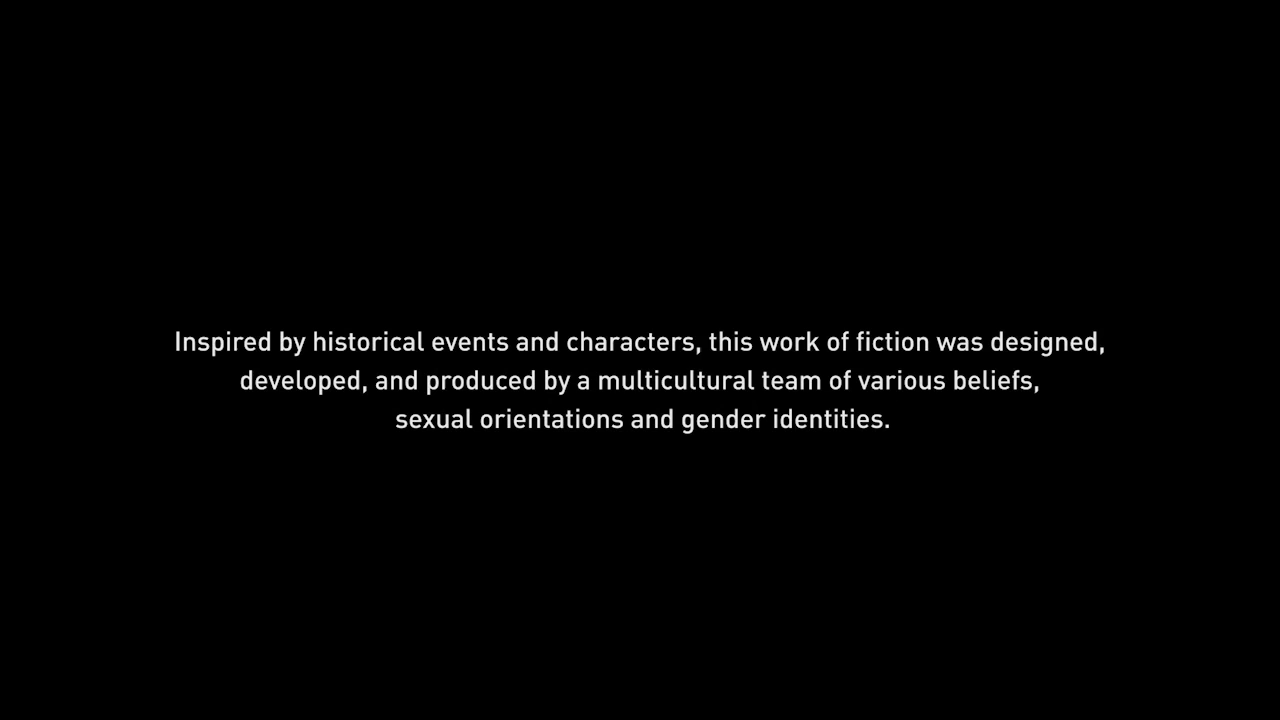 Inspired by historical events and characters, this work of fiction was designed,
developed, and produced by a multicultural team of various beliefs,
sexual orientations and gender identities.